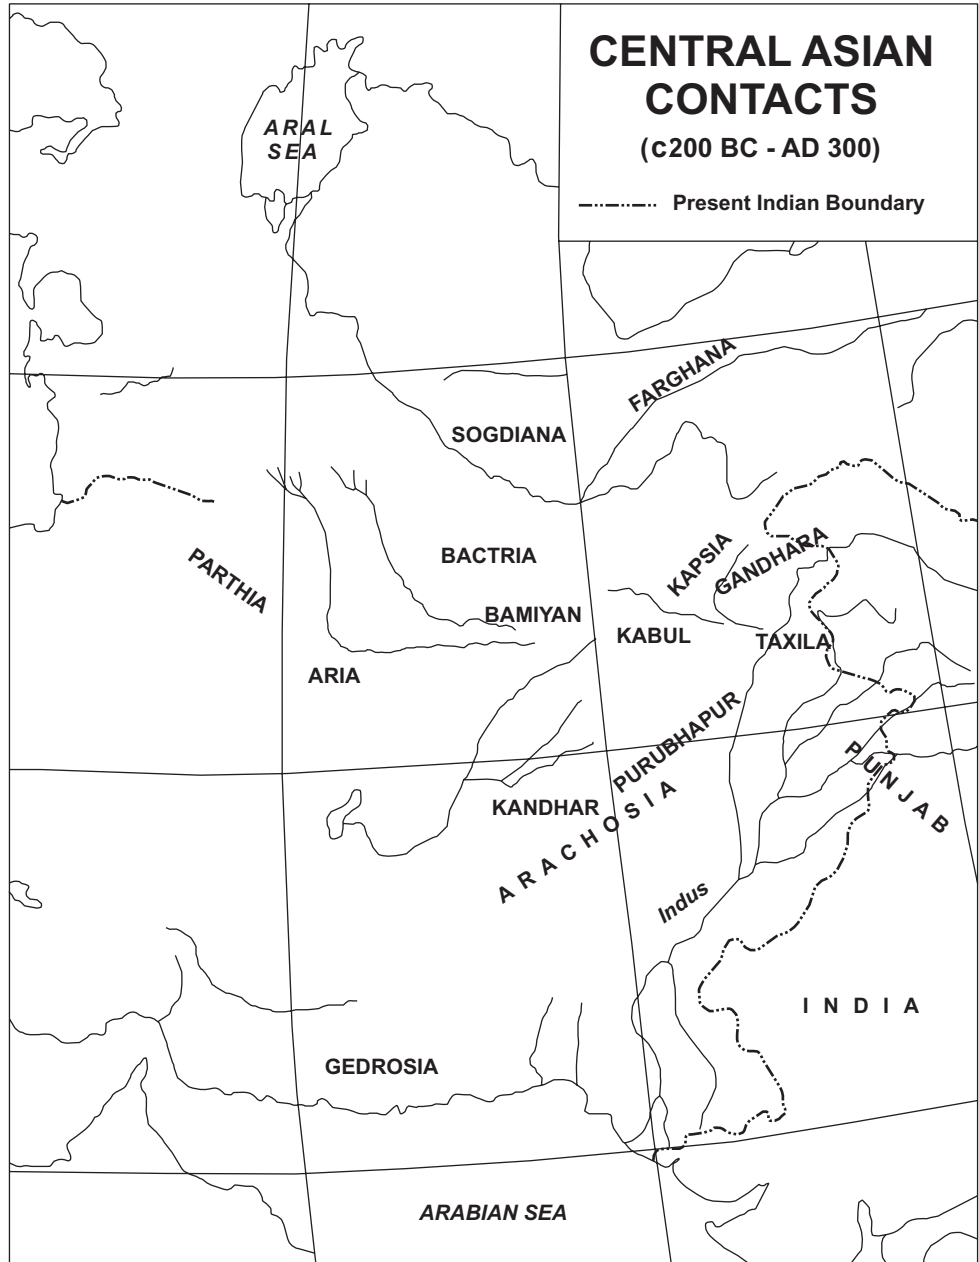 CENTRAL ASIAN
CONTACTS
(c200 BC - AD 300)
Present Indian Boundary
ARAL
SEA
FARGHANA
SOGDIANA
BACTRIA
KAPSIA
GANDHARA
PARTHIA
BAMIYAN
KABUL
TAXILA
ARIA
PURUBHAPUR
PUNJAB
KANDHAR
ARACHOSIA
Indus
INDIA
GEDROSIA
ARABIAN SEA